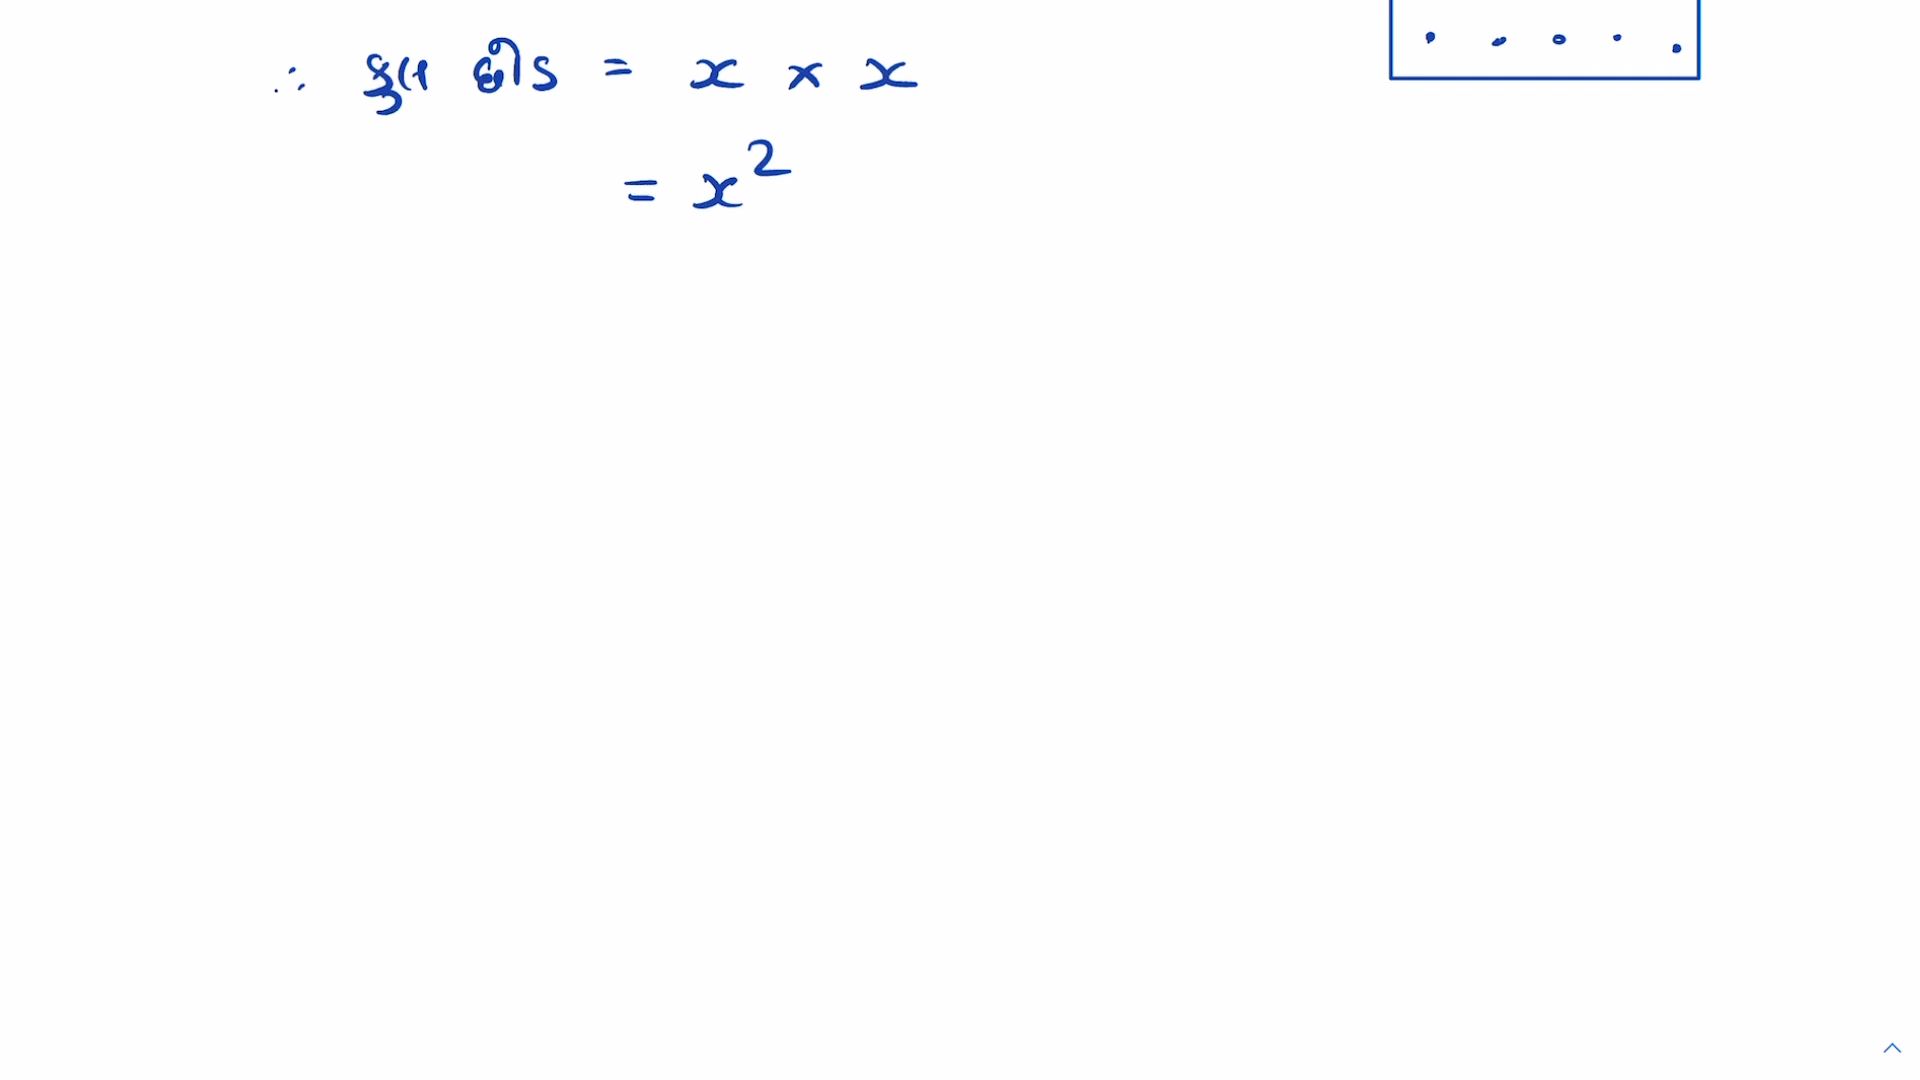 ∴ કુલ છોડ = x × x
= x²